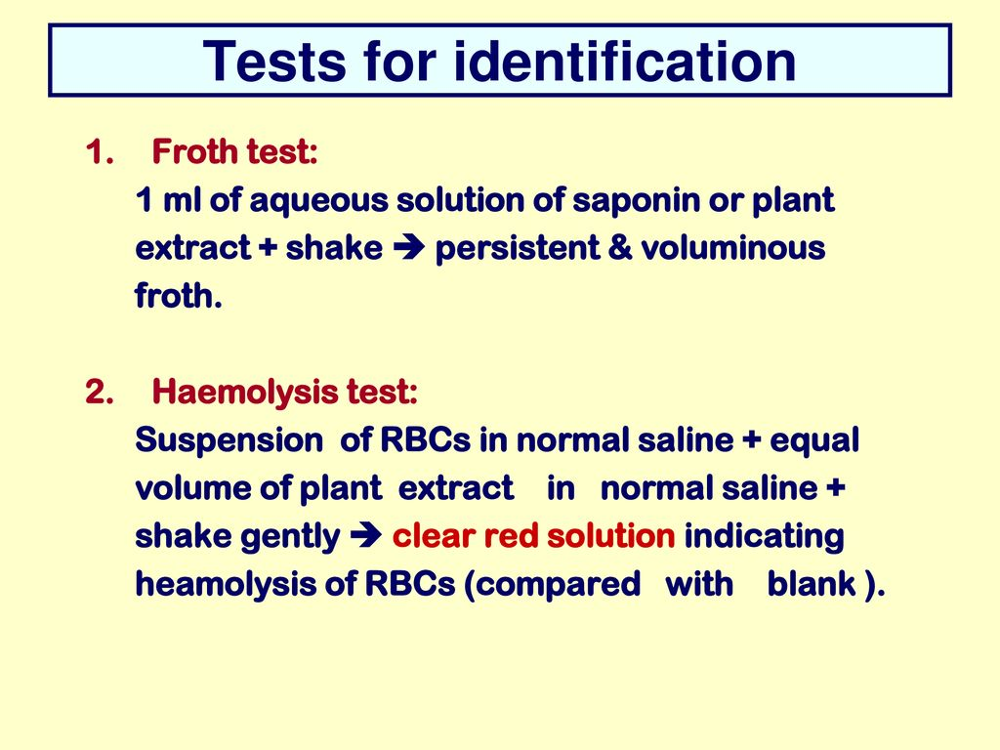 Tests for identification
1. Froth test:
1 ml of aqueous solution of saponin or plant
extract + shake 🡺 persistent & voluminous
froth.
2. Haemolysis test:
Suspension of RBCs in normal saline + equal
volume of plant extract in normal saline +
shake gently 🡺 clear red solution indicating
heamolysis of RBCs (compared with blank ).